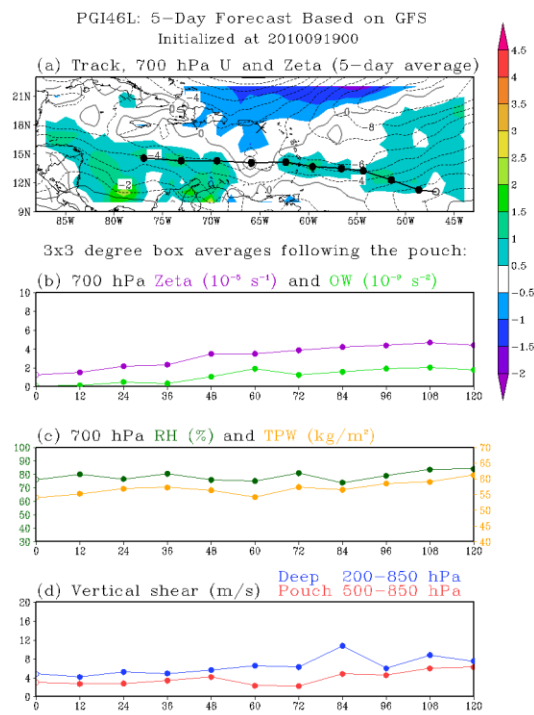 PGI46L: 5-Day Forecast Based on GFS
Initialized at 2010091900
(a) Track, 700 hPa U and Zeta (5-day average)
21N
18N
15N
12N
9N
85W 80W 75W 70W 65W 60W 55W 50W 45W
4.5
4
3.5
3
2.5
2
1.5
1
0.5
-0.5
-1
-1.5
-2
3x3 degree box averages following the pouch:
(b) 700 hPa Zeta (10⁻⁵ s⁻¹) and OW (10⁻⁹ s⁻²)
10
8
6
4
2
0
0 12 24 36 48 60 72 84 96 108 120
(c) 700 hPa RH (%) and TPW (kg/m²)
100
90
80
70
60
50
40
30
70
65
60
55
50
45
40
0 12 24 36 48 60 72 84 96 108 120
(d) Vertical shear (m/s)
Deep 200-850 hPa
Pouch 500-850 hPa
20
16
12
8
4
0
0 12 24 36 48 60 72 84 96 108 120